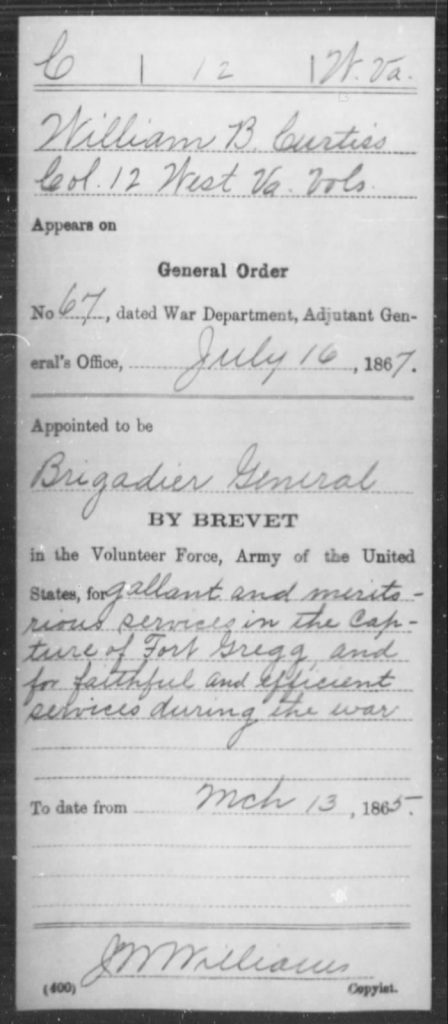 C | 12 | W. Va.
William B. Curtiss
Col. 12 West Va. Vols.
Appears on
General Order
No 67, dated War Department, Adjutant Gen-
eral's Office, July 16, 1867.
Appointed to be
Brigadier General
BY BREVET
in the Volunteer Force, Army of the United
States, for gallant and merito-
rious services in the Cap-
ture of Fort Gregg, and
for faithful and efficient
services during the war
To date from Mch 13, 1865.
J W Williams
(400) Copyist.